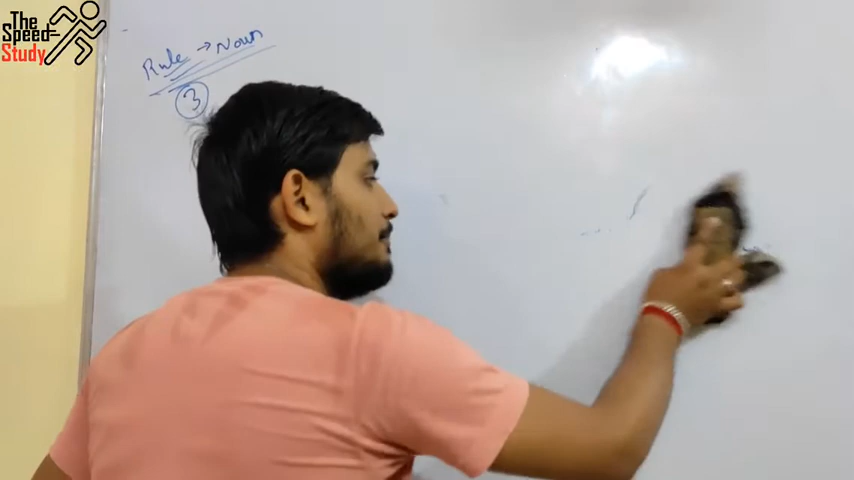 The
Speed
Study
Rule → Noun
3